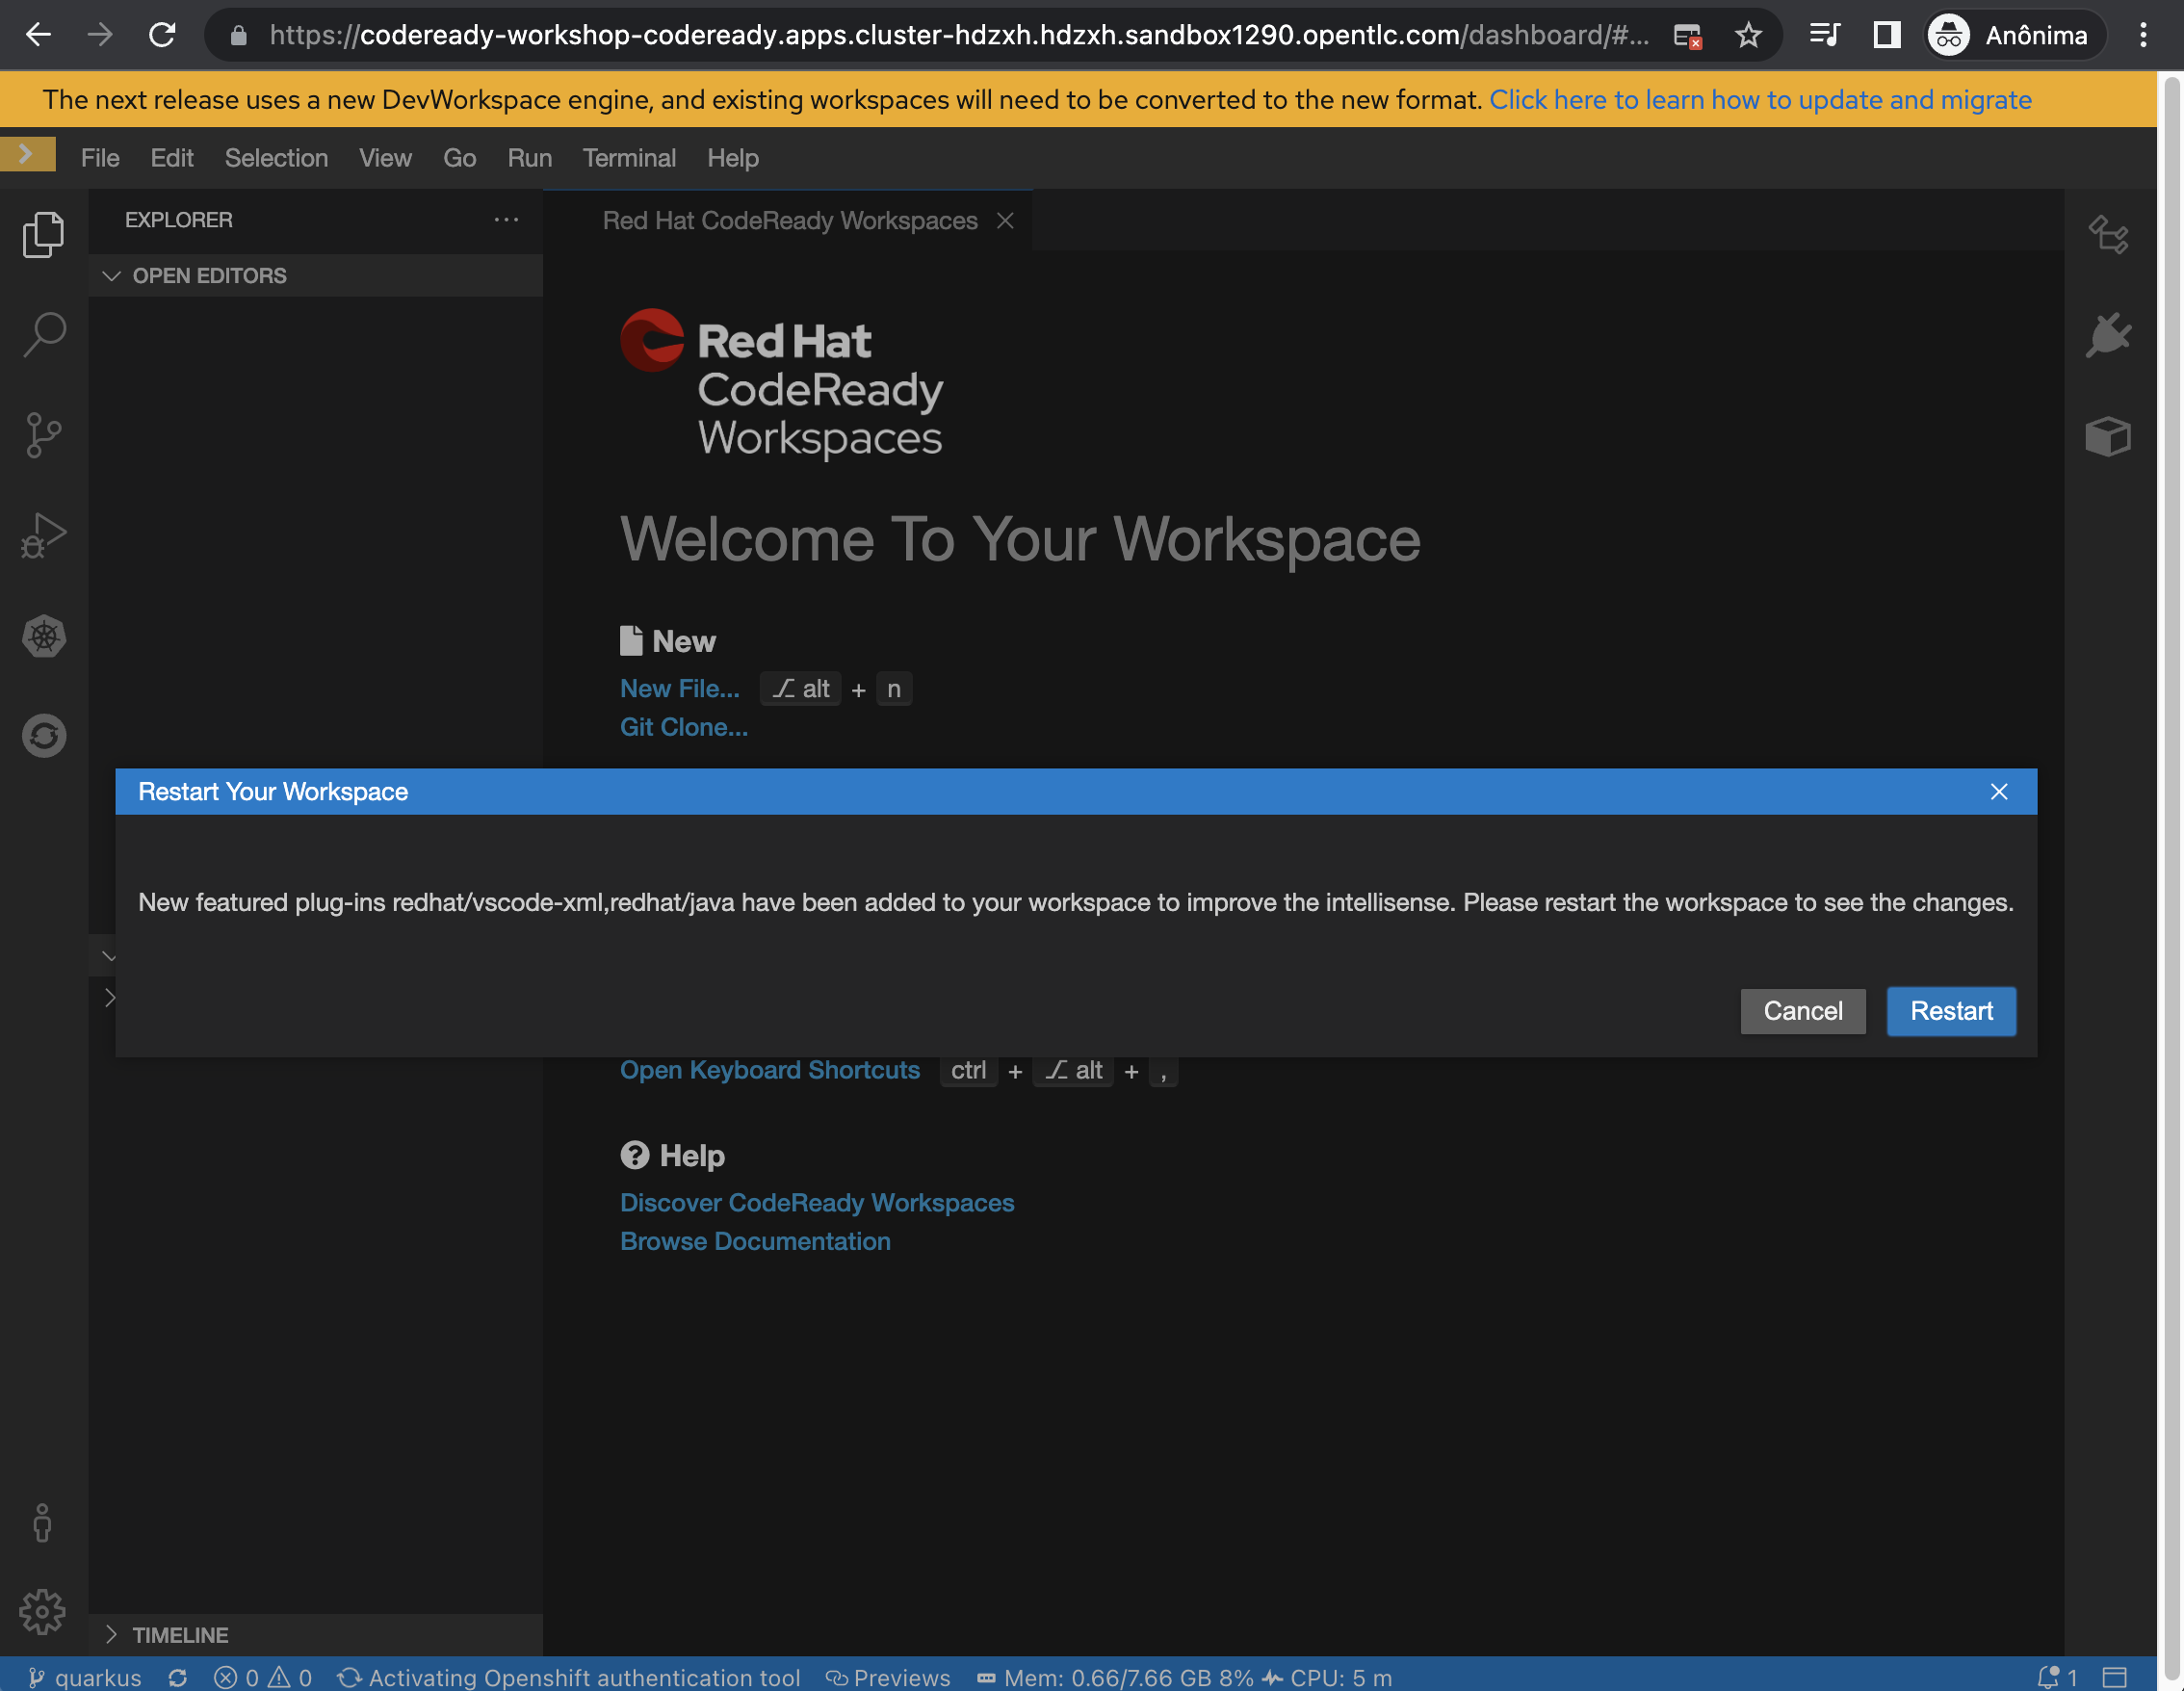 https://codeready-workshop-codeready.apps.cluster-hdzxh.hdzxh.sandbox1290.opentlc.com/dashboard/#...
Anônima
The next release uses a new DevWorkspace engine, and existing workspaces will need to be converted to the new format. Click here to learn how to update and migrate
File Edit Selection View Go Run Terminal Help
EXPLORER
Red Hat CodeReady Workspaces
OPEN EDITORS
Red Hat
CodeReady
Workspaces
Welcome To Your Workspace
New
New File... alt + n
Git Clone...
Restart Your Workspace
New featured plug-ins redhat/vscode-xml,redhat/java have been added to your workspace to improve the intellisense. Please restart the workspace to see the changes.
Cancel Restart
Open Keyboard Shortcuts ctrl + alt + ,
Help
Discover CodeReady Workspaces
Browse Documentation
TIMELINE
quarkus 0 0 Activating Openshift authentication tool Previews Mem: 0.66/7.66 GB 8% CPU: 5 m 1